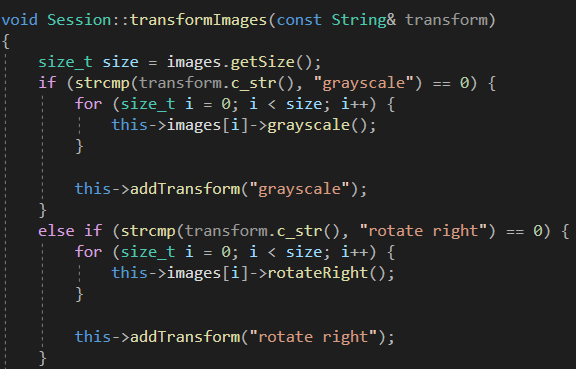 void Session::transformImages(const String& transform)
{
    size_t size = images.getSize();
    if (strcmp(transform.c_str(), "grayscale") == 0) {
        for (size_t i = 0; i < size; i++) {
            this->images[i]->grayscale();
        }

        this->addTransform("grayscale");
    }
    else if (strcmp(transform.c_str(), "rotate right") == 0) {
        for (size_t i = 0; i < size; i++) {
            this->images[i]->rotateRight();
        }

        this->addTransform("rotate right");
    }